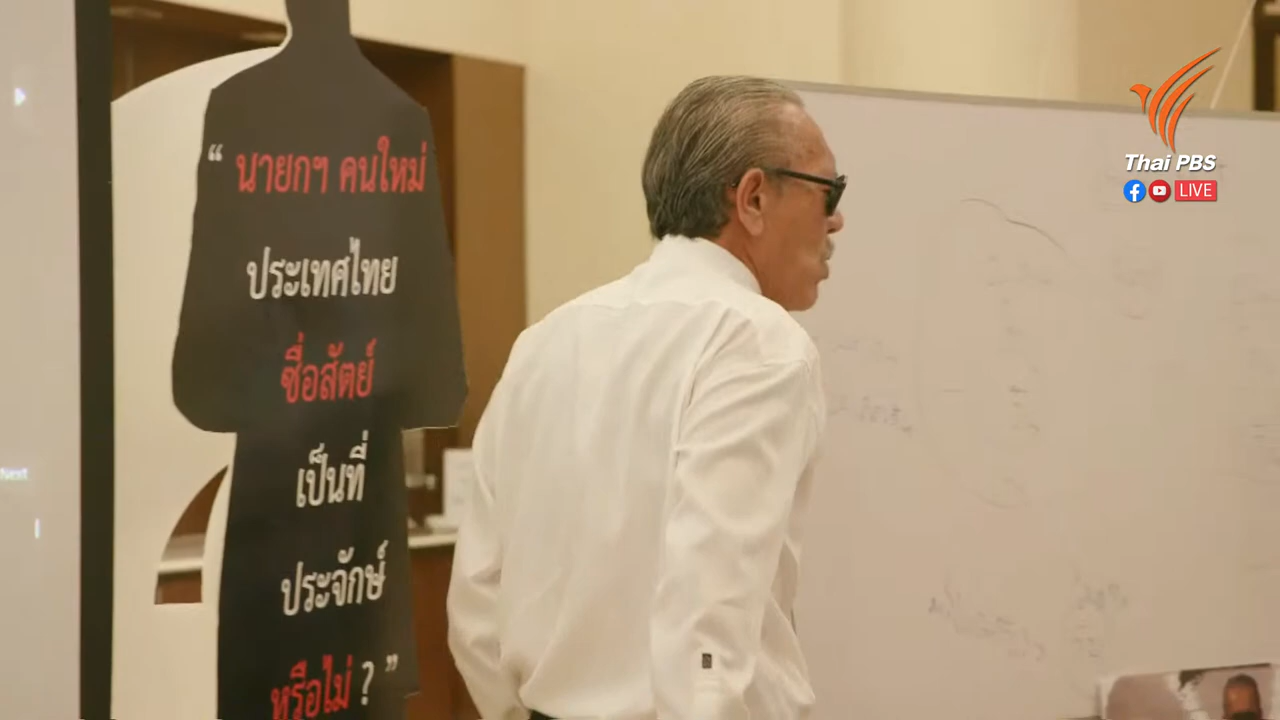 “ นายกฯ คนใหม่
ประเทศไทย
ซื่อสัตย์
เป็นที่
ประจักษ์
หรือไม่ ? ”
Thai PBS
LIVE
Next